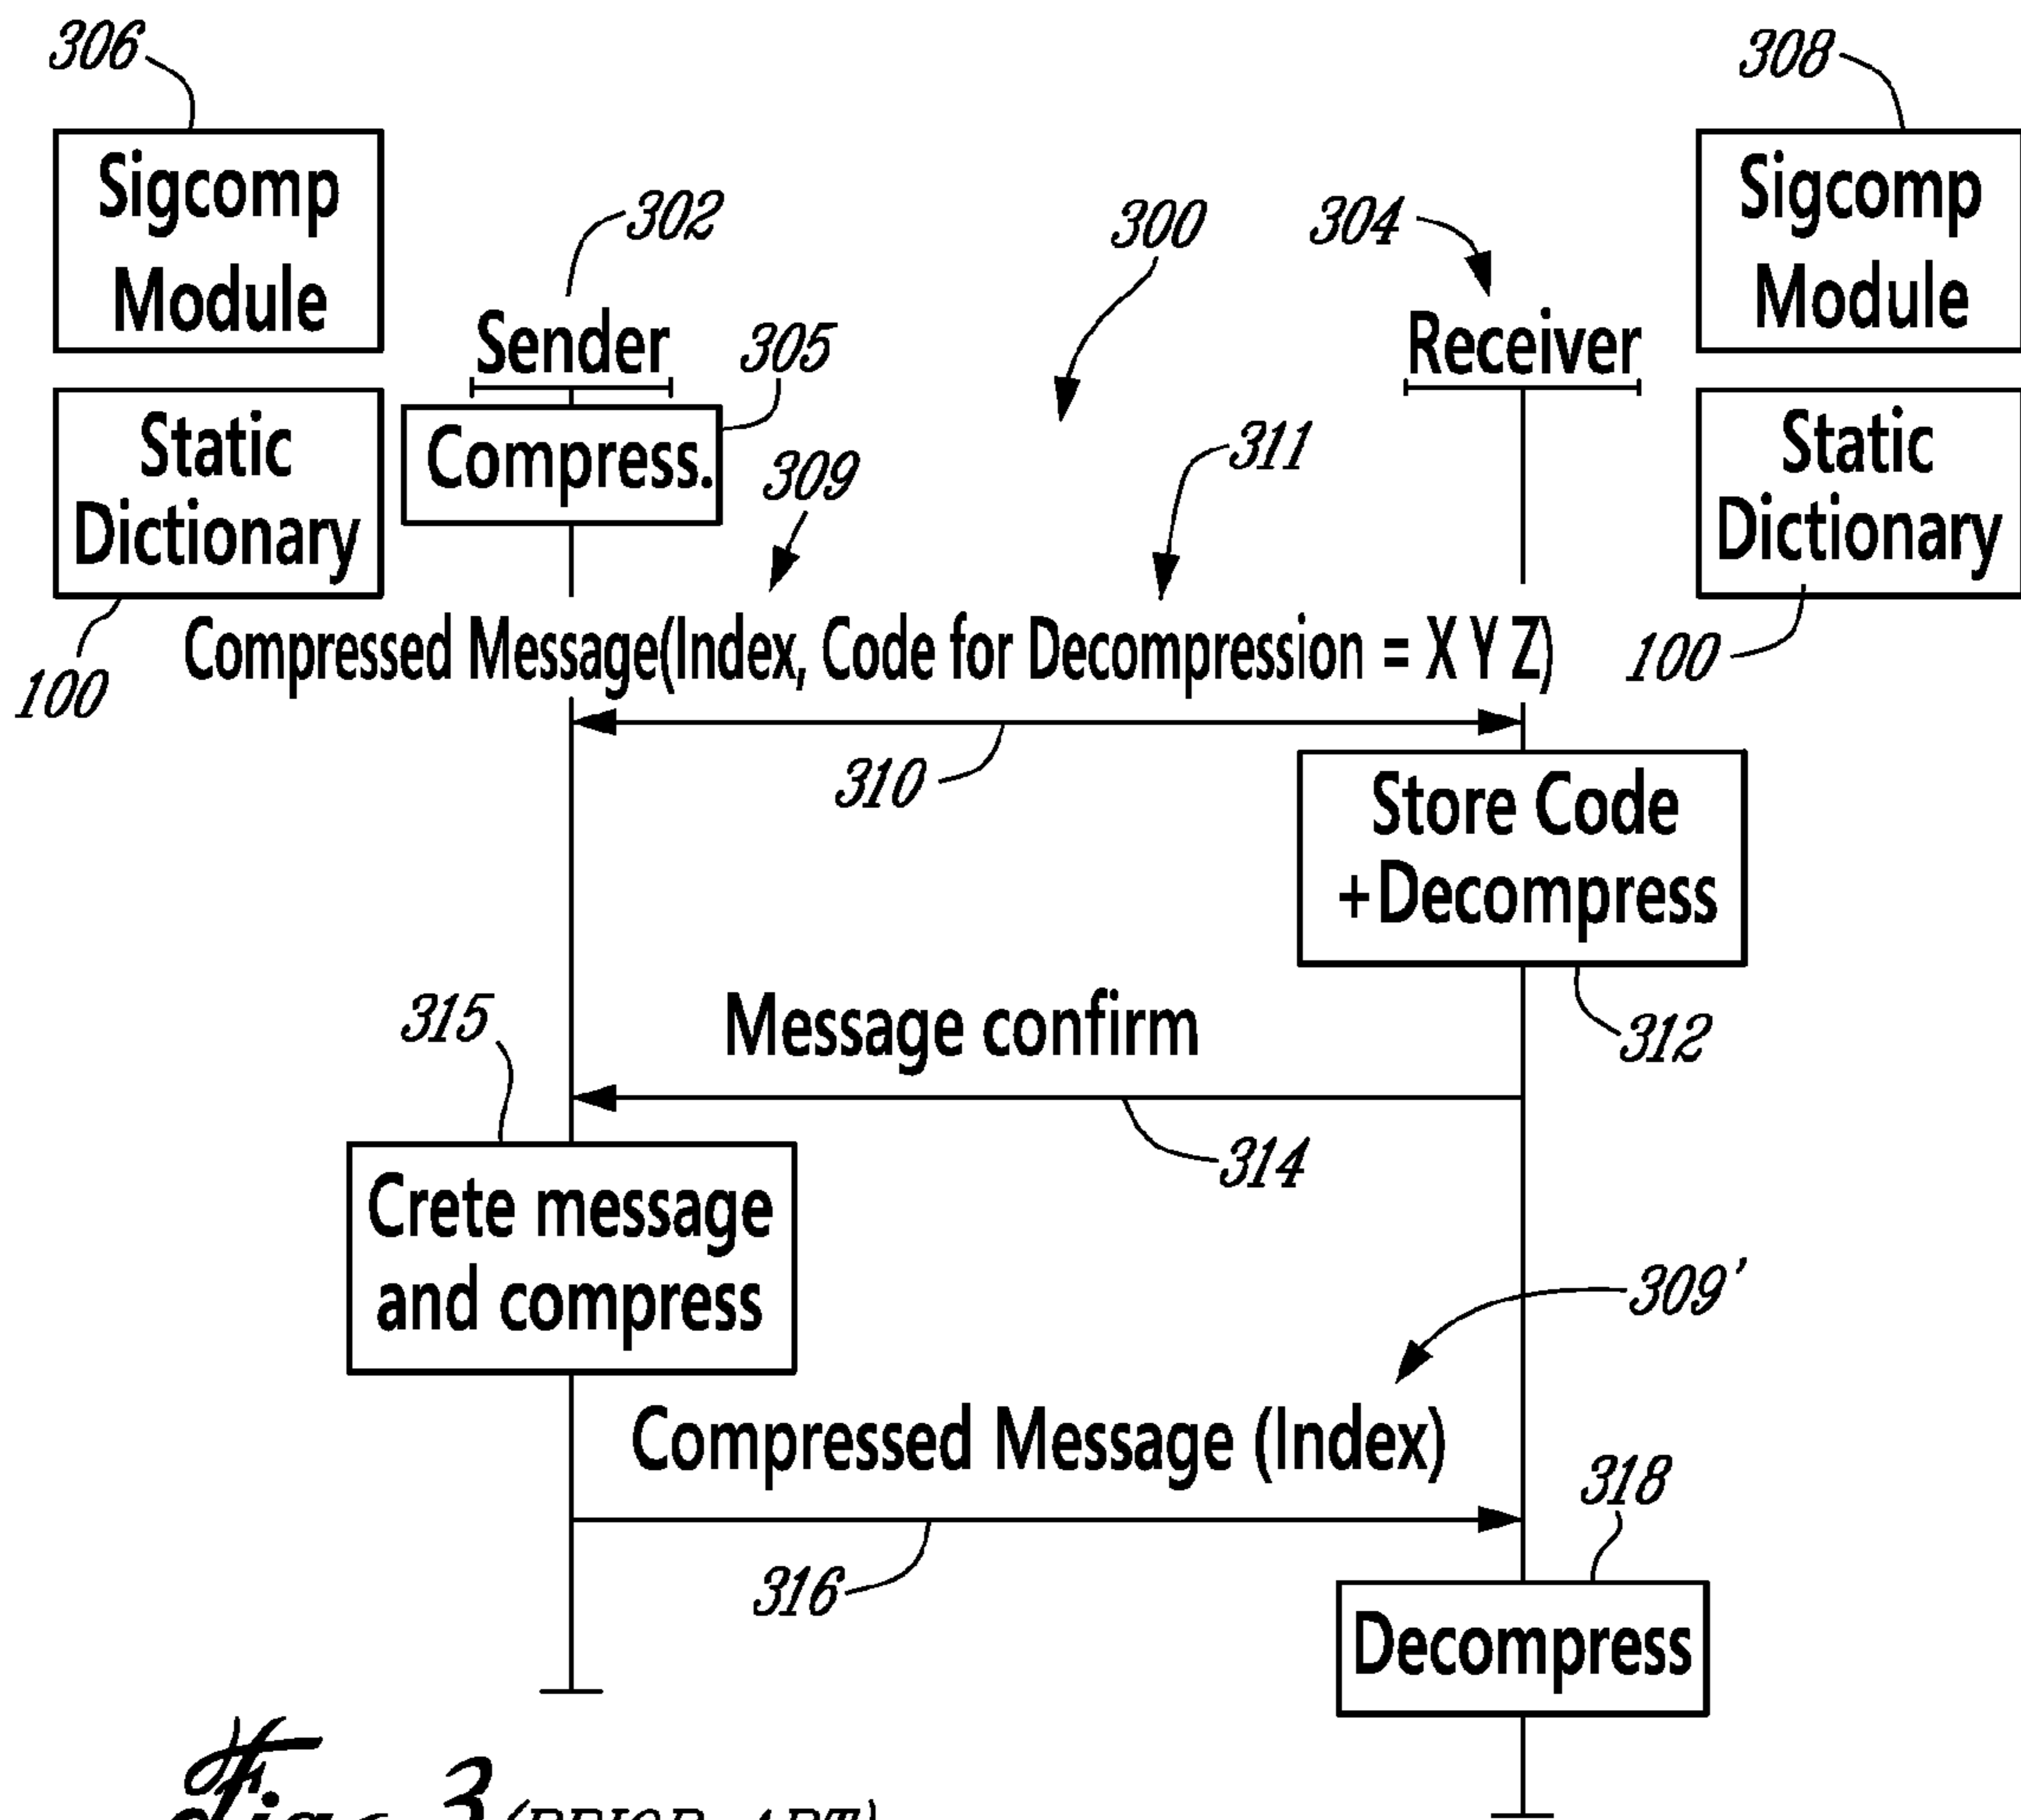 306
308
Sigcomp
Module
Sigcomp
Module
302
300
304
Sender
305
Receiver
Static
Dictionary
Compress.
309
311
Static
Dictionary
Compressed Message(Index, Code for Decompression = X Y Z)
100
100
310
Store Code
+Decompress
312
Message confirm
315
314
Crete message
and compress
309'
Compressed Message (Index)
318
316
Decompress
Fig. 3 (PRIOR ART)